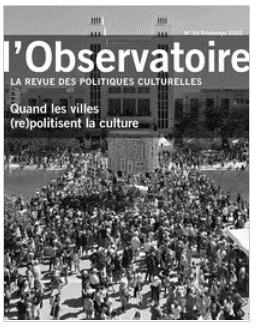 l'Observatoire
LA REVUE DES POLITIQUES CULTURELLES
Quand les villes
(re)politisent la culture